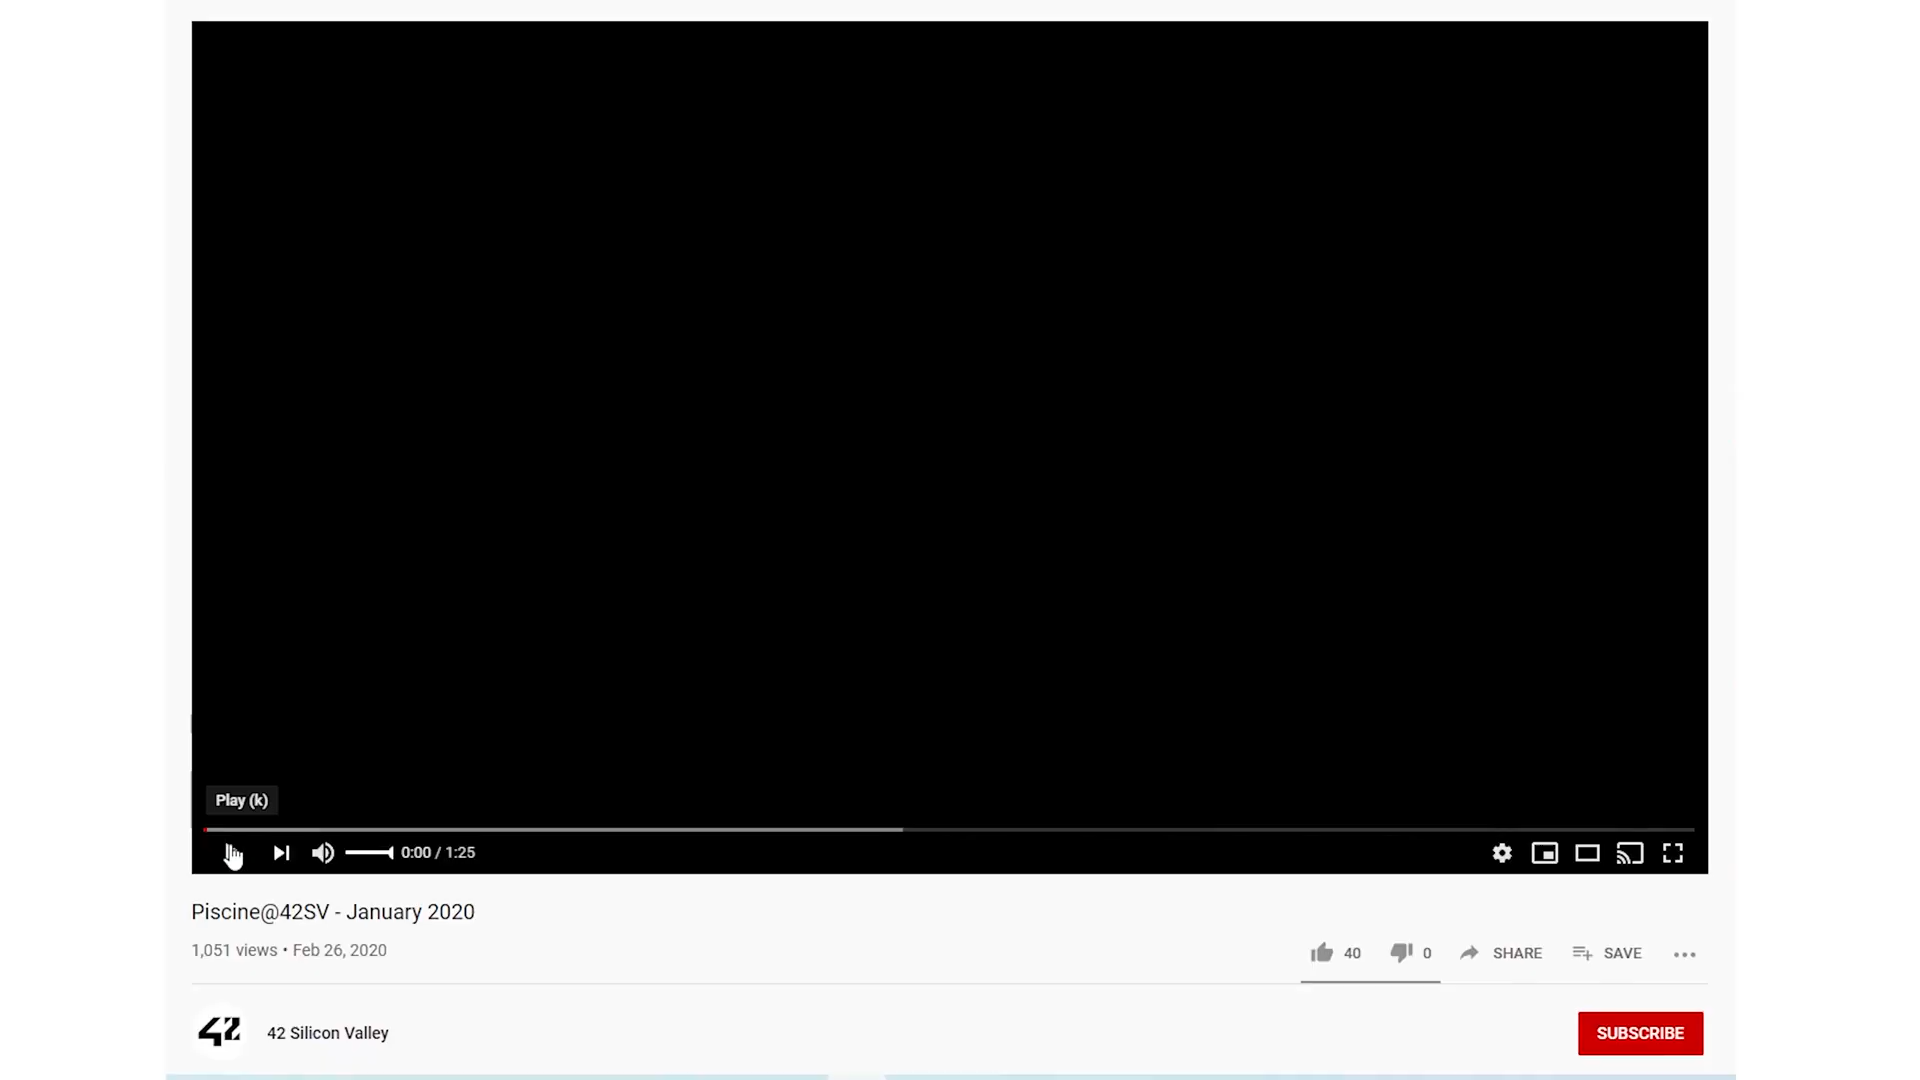 Play (k)
0:00 / 1:25
Piscine@42SV - January 2020
1,051 views • Feb 26, 2020
40
0
SHARE
SAVE
42
42 Silicon Valley
SUBSCRIBE